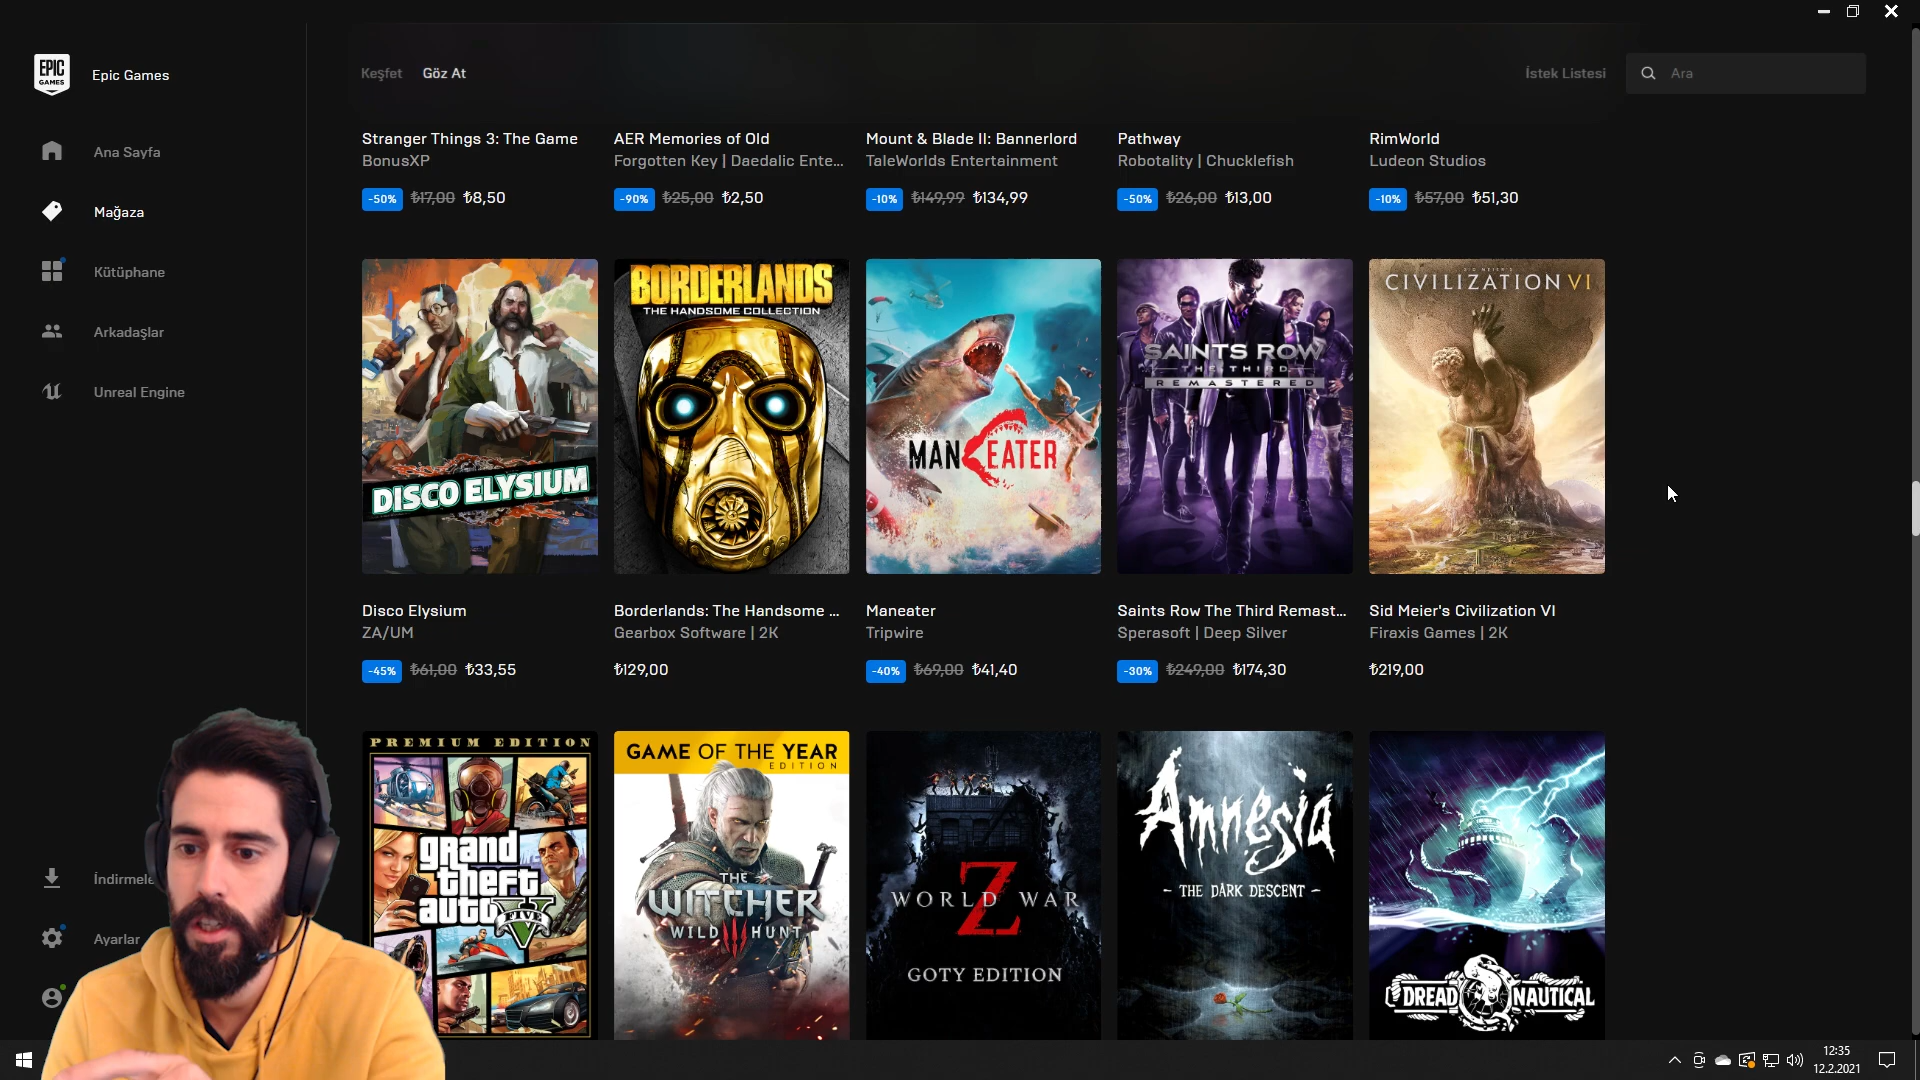 EPIC
GAMES
Epic Games
Keşfet
Göz At
İstek Listesi
Ara
Ana Sayfa
Mağaza
Kütüphane
Arkadaşlar
Unreal Engine
Stranger Things 3: The Game
BonusXP
-50% ₺17,00 ₺8,50
AER Memories of Old
Forgotten Key | Daedalic Ente...
-90% ₺25,00 ₺2,50
Mount & Blade II: Bannerlord
TaleWorlds Entertainment
-10% ₺149,99 ₺134,99
Pathway
Robotality | Chucklefish
-50% ₺26,00 ₺13,00
RimWorld
Ludeon Studios
-10% ₺57,00 ₺51,30
DISCO ELYSIUM
BORDERLANDS
THE HANDSOME COLLECTION
MANEATER
SAINTS ROW
THE THIRD
REMASTERED
SID MEIER'S
CIVILIZATION VI
Disco Elysium
ZA/UM
-45% ₺61,00 ₺33,55
Borderlands: The Handsome ...
Gearbox Software | 2K
₺129,00
Maneater
Tripwire
-40% ₺69,00 ₺41,40
Saints Row The Third Remast...
Sperasoft | Deep Silver
-30% ₺249,00 ₺174,30
Sid Meier's Civilization VI
Firaxis Games | 2K
₺219,00
PREMIUM EDITION
grand
theft
auto
FIVE
GAME OF THE YEAR
EDITION
THE
WITCHER
WILD HUNT
WORLD WAR
Z
GOTY EDITION
AMNESIA
- THE DARK DESCENT -
DREAD NAUTICAL
İndirmele
Ayarlar
12:35
12.2.2021